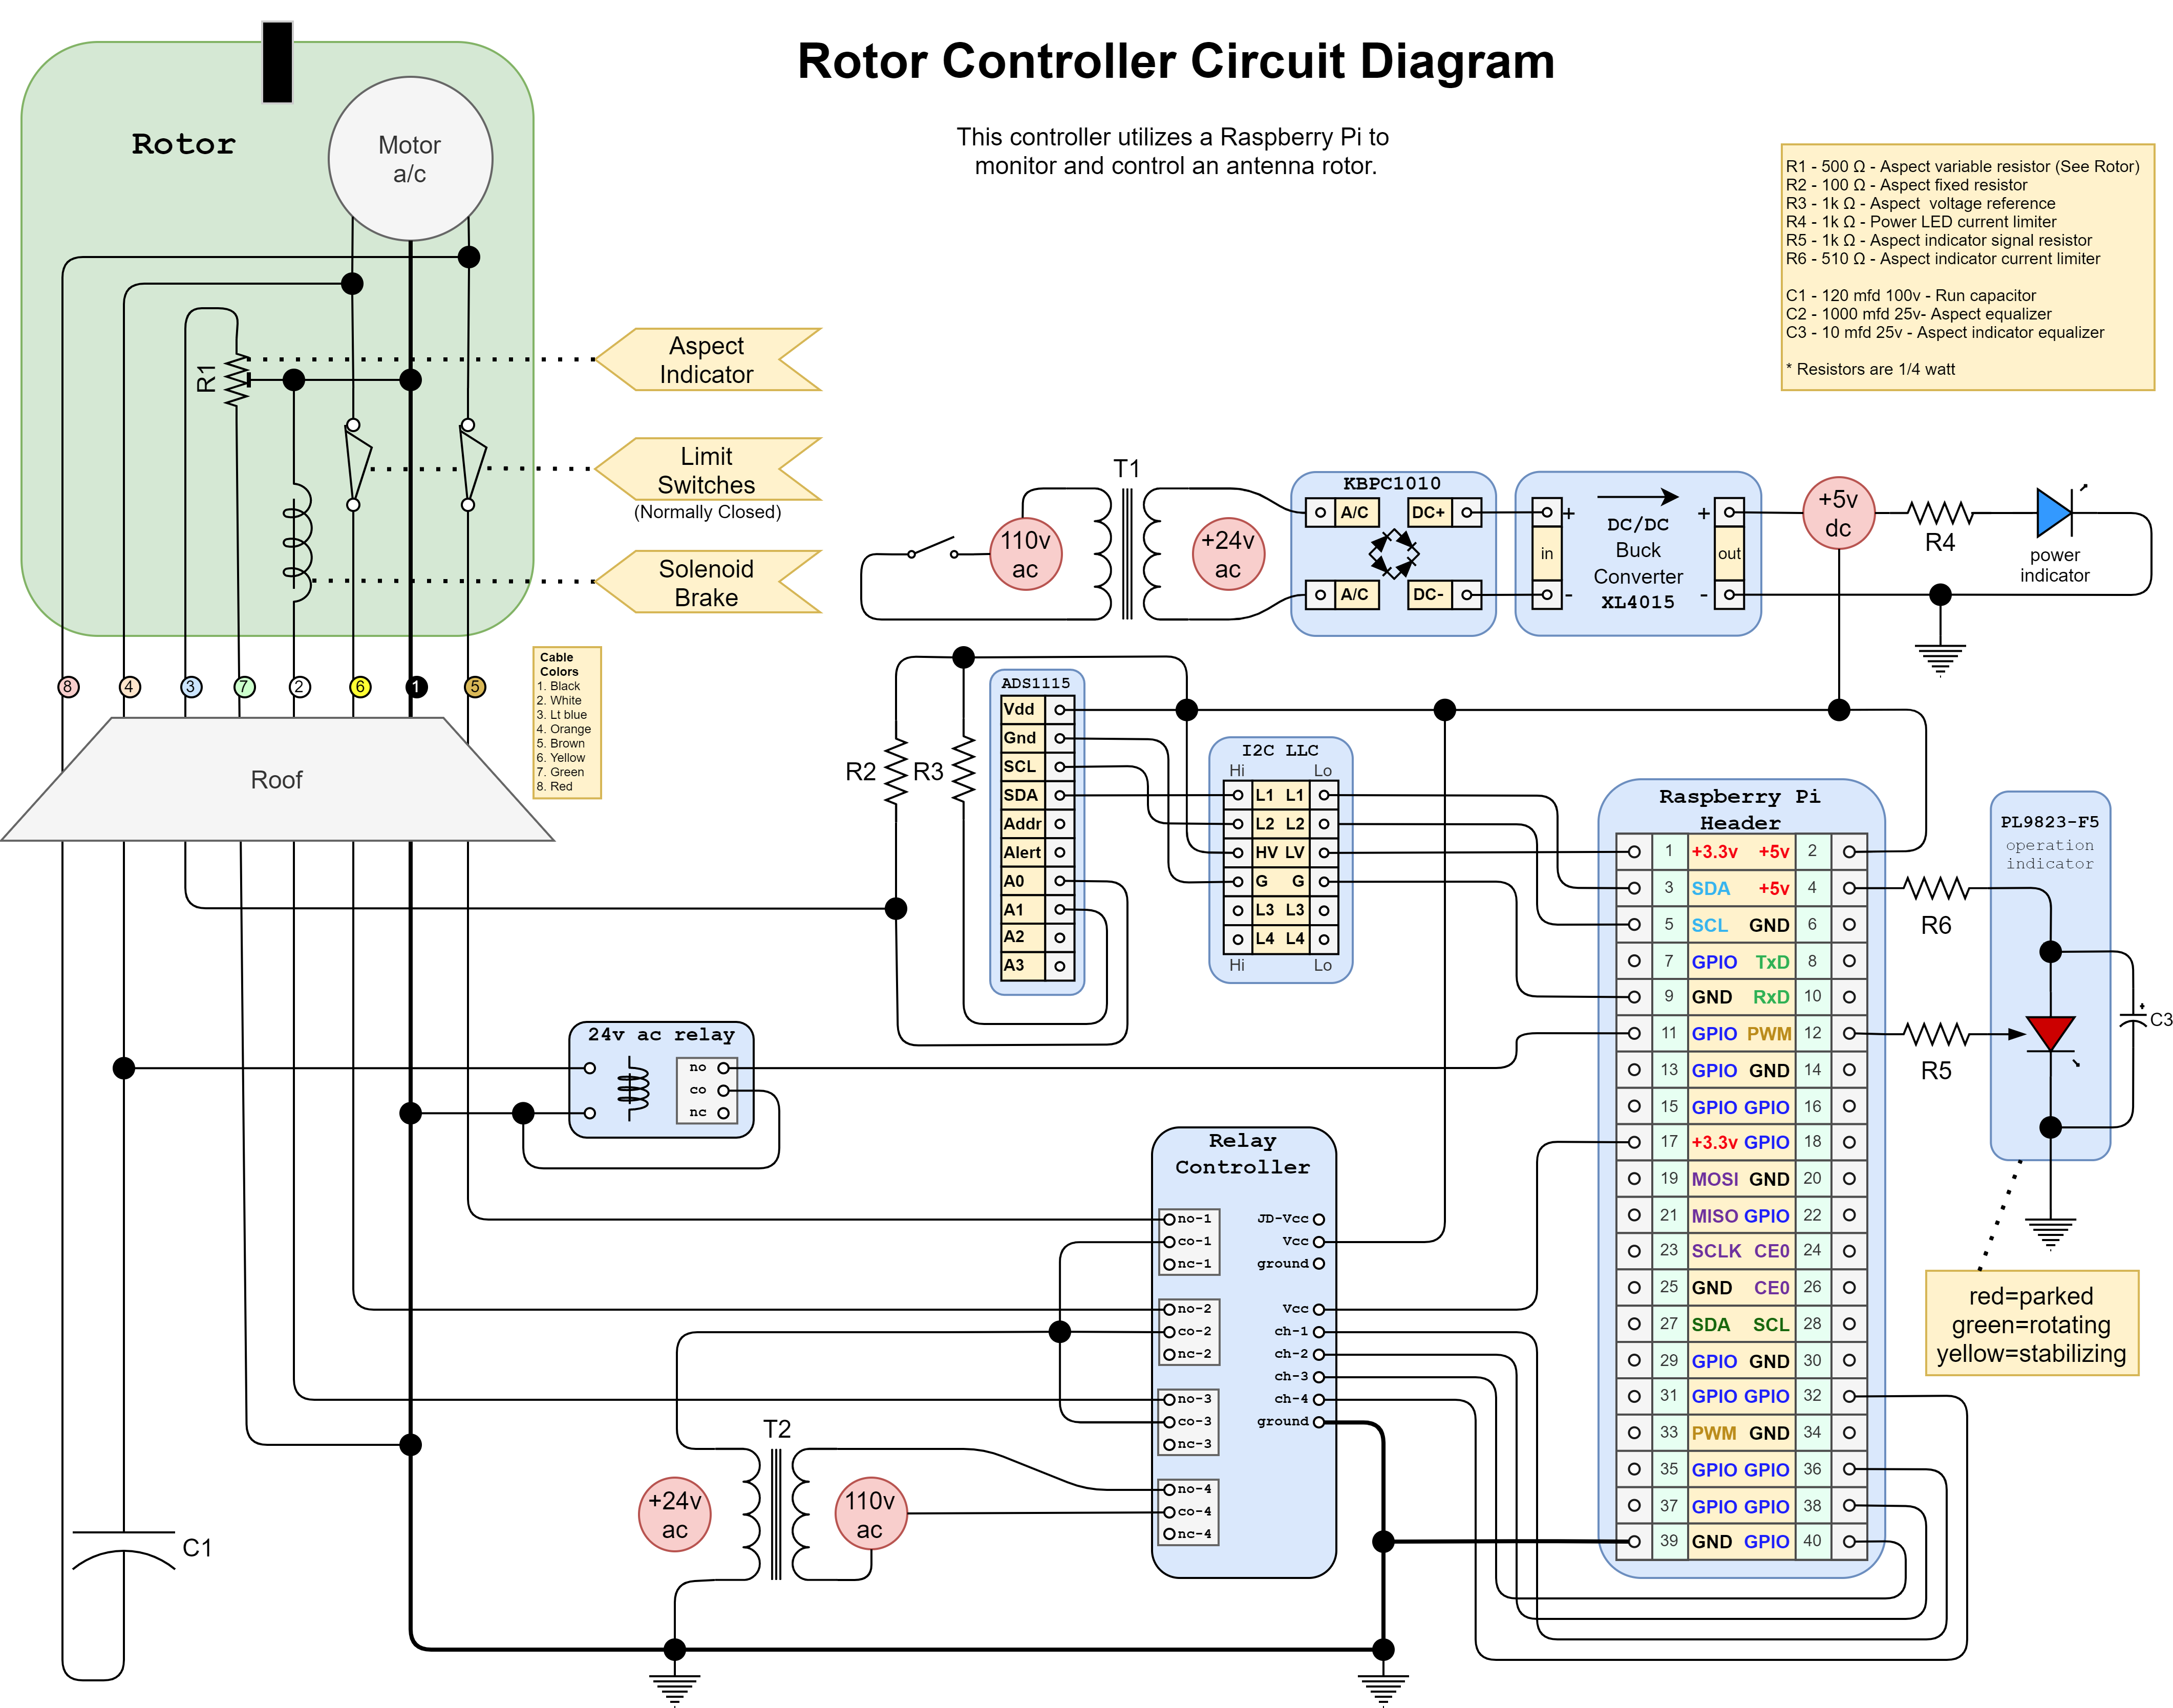 Rotor Controller Circuit Diagram
This controller utilizes a Raspberry Pi to
monitor and control an antenna rotor.
Rotor
Motor
a/c
R1
Aspect
Indicator
Limit
Switches
(Normally Closed)
Solenoid
Brake
R1 - 500 Ω - Aspect variable resistor (See Rotor)
R2 - 100 Ω - Aspect fixed resistor
R3 - 1k Ω - Aspect  voltage reference
R4 - 1k Ω - Power LED current limiter
R5 - 1k Ω - Aspect indicator signal resistor
R6 - 510 Ω - Aspect indicator current limiter
C1 - 120 mfd 100v - Run capacitor
C2 - 1000 mfd 25v- Aspect equalizer
C3 - 10 mfd 25v - Aspect indicator equalizer
* Resistors are 1/4 watt
T1
110v
ac
+24v
ac
KBPC1010
A/C DC+
A/C DC-
+ +
in out
- -
DC/DC
Buck
Converter
XL4015
+5v
dc
R4
power
indicator
8 4 3 7 2 6 1 5
Cable
Colors
1. Black
2. White
3. Lt blue
4. Orange
5. Brown
6. Yellow
7. Green
8. Red
Roof
R2
R3
ADS1115
Vdd
Gnd
SCL
SDA
Addr
Alert
A0
A1
A2
A3
I2C LLC
Hi Lo
L1 L1
L2 L2
HV LV
G G
L3 L3
L4 L4
Hi Lo
Raspberry Pi
Header
1 +3.3v +5v 2
3 SDA +5v 4
5 SCL GND 6
7 GPIO TxD 8
9 GND RxD 10
11 GPIO PWM 12
13 GPIO GND 14
15 GPIO GPIO 16
17 +3.3v GPIO 18
19 MOSI GND 20
21 MISO GPIO 22
23 SCLK CE0 24
25 GND CE0 26
27 SDA SCL 28
29 GPIO GND 30
31 GPIO GPIO 32
33 PWM GND 34
35 GPIO GPIO 36
37 GPIO GPIO 38
39 GND GPIO 40
PL9823-F5
operation
indicator
R6
R5
+
C3
red=parked
green=rotating
yellow=stabilizing
24v ac relay
no
co
nc
Relay
Controller
no-1 JD-Vcc
co-1 Vcc
nc-1 ground
no-2 Vcc
co-2 ch-1
nc-2 ch-2
ch-3
no-3 ch-4
co-3 ground
nc-3
no-4
co-4
nc-4
T2
+24v
ac
110v
ac
C1